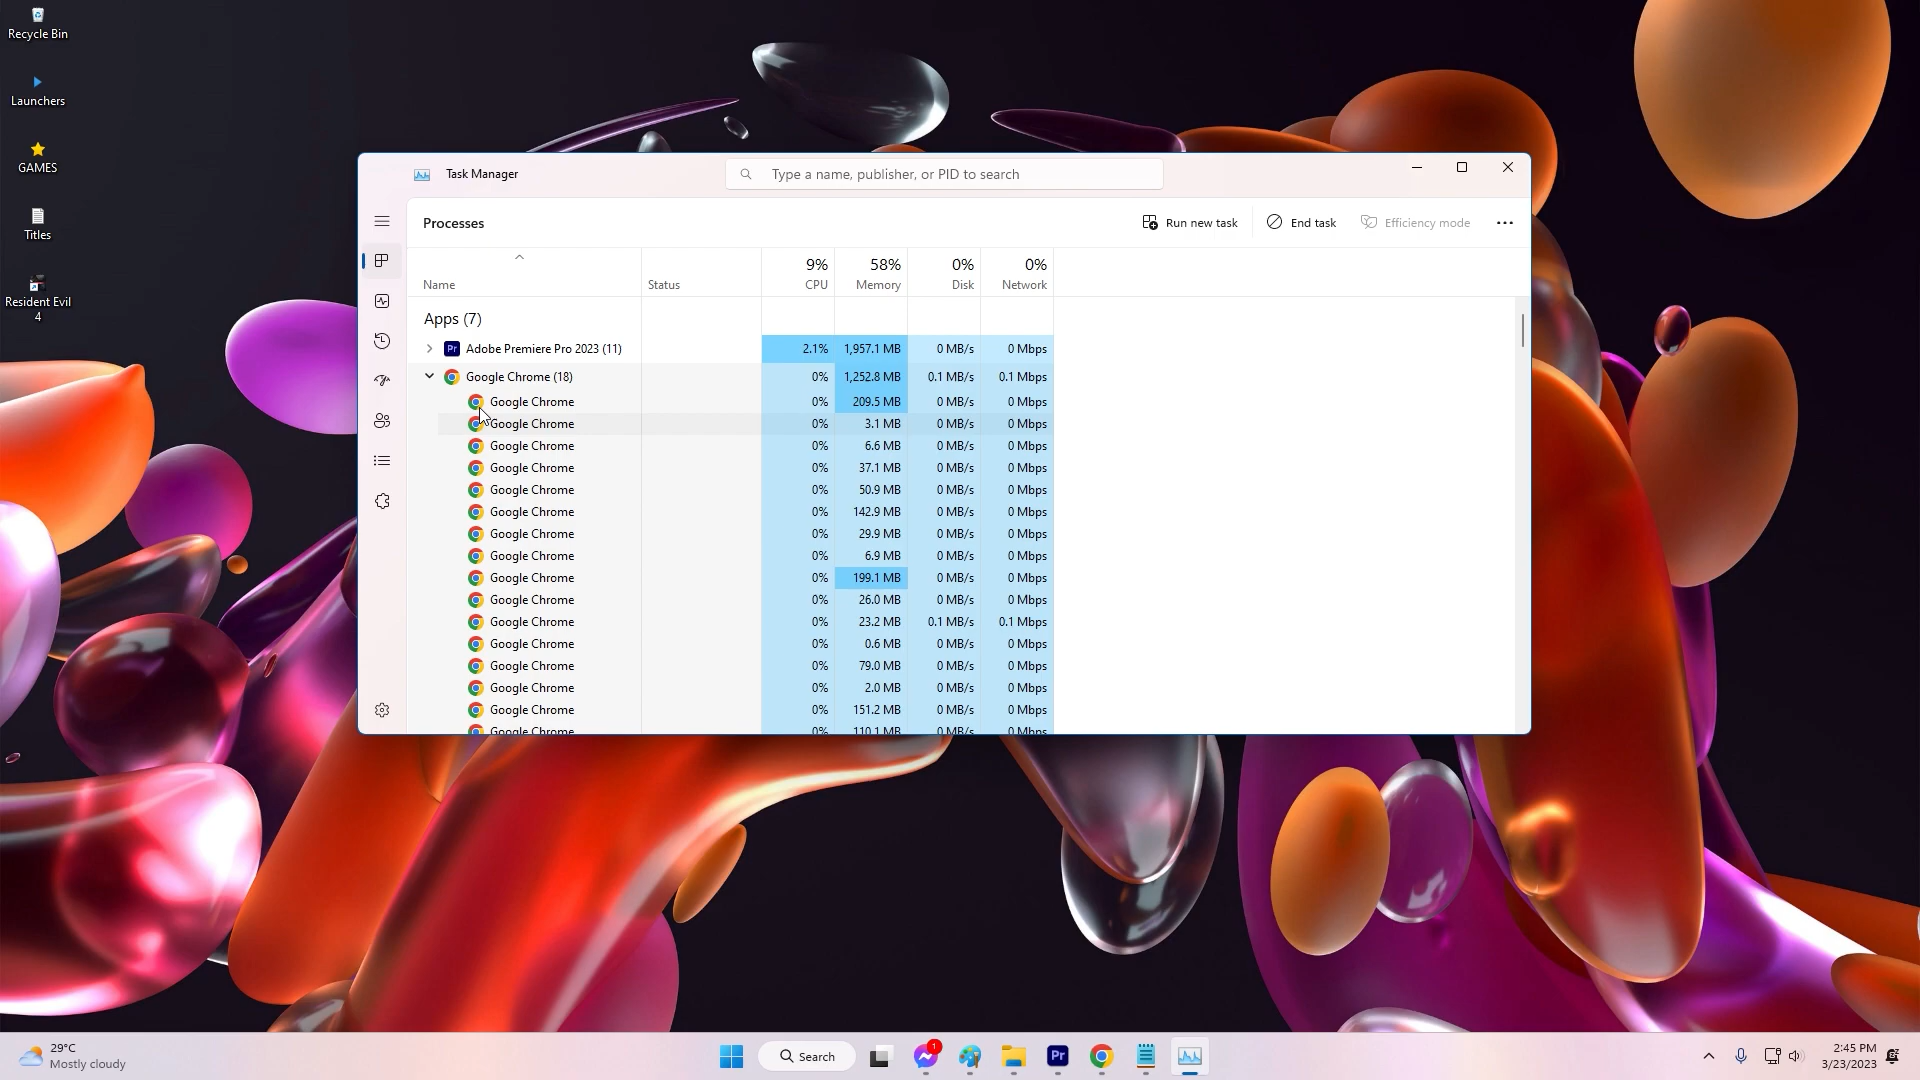 Recycle Bin
Launchers
GAMES
Titles
Resident Evil
4
Task Manager
Type a name, publisher, or PID to search
Processes
Run new task
End task
Efficiency mode
9% 58% 0% 0%
Name Status CPU Memory Disk Network
Apps (7)
Pr Adobe Premiere Pro 2023 (11) 2.1% 1,957.1 MB 0 MB/s 0 Mbps
Google Chrome (18) 0% 1,252.8 MB 0.1 MB/s 0.1 Mbps
Google Chrome 0% 209.5 MB 0 MB/s 0 Mbps
Google Chrome 0% 3.1 MB 0 MB/s 0 Mbps
Google Chrome 0% 6.6 MB 0 MB/s 0 Mbps
Google Chrome 0% 37.1 MB 0 MB/s 0 Mbps
Google Chrome 0% 50.9 MB 0 MB/s 0 Mbps
Google Chrome 0% 142.9 MB 0 MB/s 0 Mbps
Google Chrome 0% 29.9 MB 0 MB/s 0 Mbps
Google Chrome 0% 6.9 MB 0 MB/s 0 Mbps
Google Chrome 0% 199.1 MB 0 MB/s 0 Mbps
Google Chrome 0% 26.0 MB 0 MB/s 0 Mbps
Google Chrome 0% 23.2 MB 0.1 MB/s 0.1 Mbps
Google Chrome 0% 0.6 MB 0 MB/s 0 Mbps
Google Chrome 0% 79.0 MB 0 MB/s 0 Mbps
Google Chrome 0% 2.0 MB 0 MB/s 0 Mbps
Google Chrome 0% 151.2 MB 0 MB/s 0 Mbps
Google Chrome 0% 110.1 MB 0 MB/s 0 Mbps
29°C
Mostly cloudy
Search
1
Pr
2:45 PM
3/23/2023